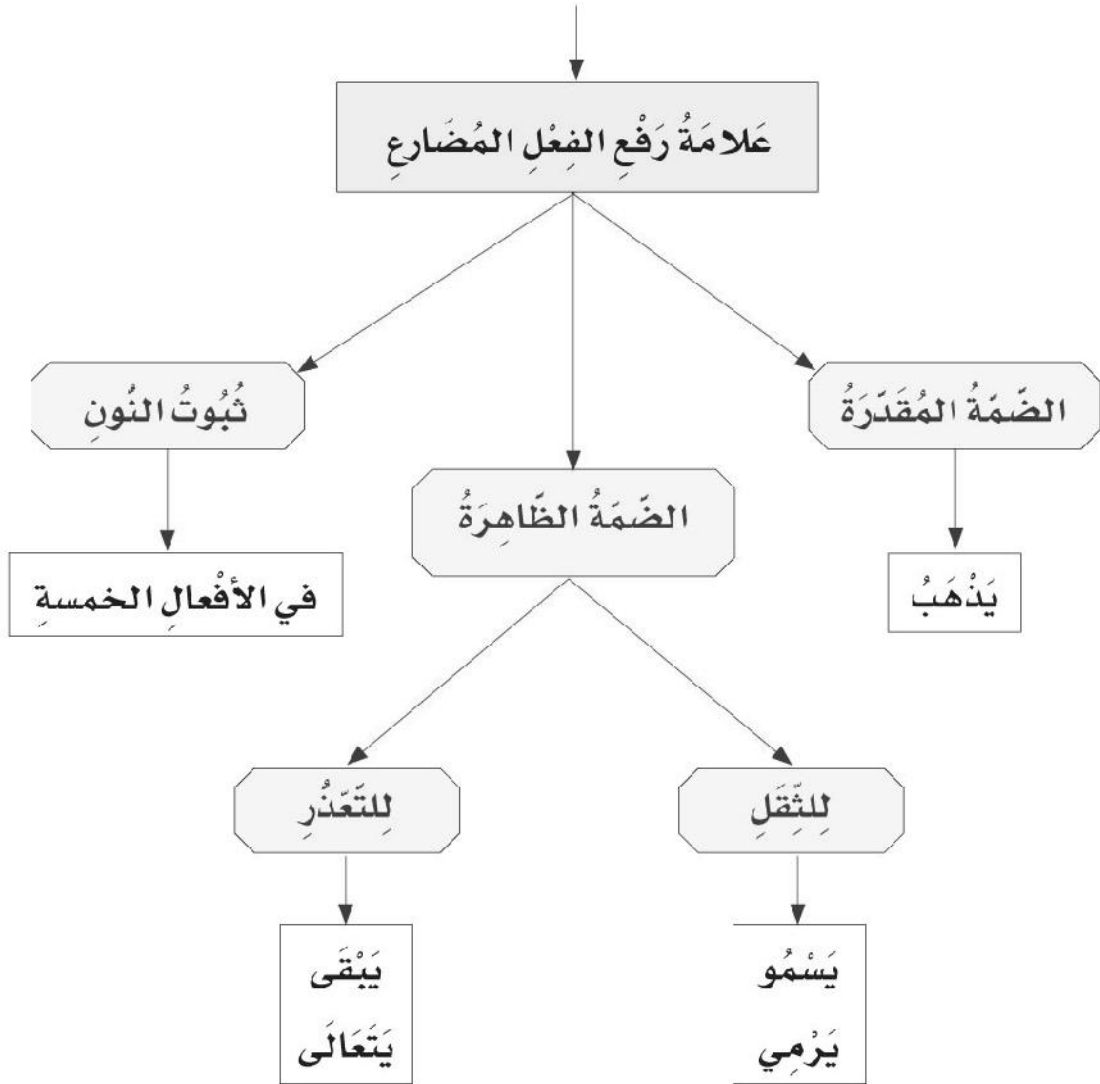 عَلامَةُ رَفْعِ الفِعْلِ المُضَارِعِ
الضَّمَّةُ المُقَدَّرَةُ
ثُبُوتُ النُّونِ
الضَّمَةُ الظَّاهِرَةُ
يَذْهَبُ
في الأفْعالِ الخمسةِ
لِلثِّقَلِ
لِلتَّعَذُّرِ
يَسْمُو
يَرْمِي
يَبْقَى
يَتَعَالَى